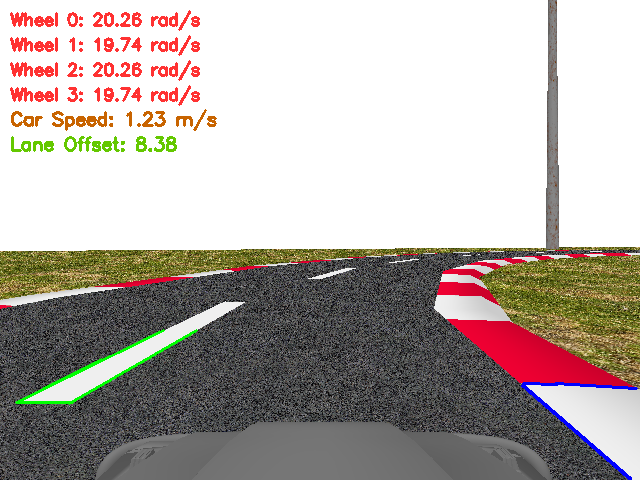 Wheel 0: 20.26 rad/s
Wheel 1: 19.74 rad/s
Wheel 2: 20.26 rad/s
Wheel 3: 19.74 rad/s
Car Speed: 1.23 m/s
Lane Offset: 8.38